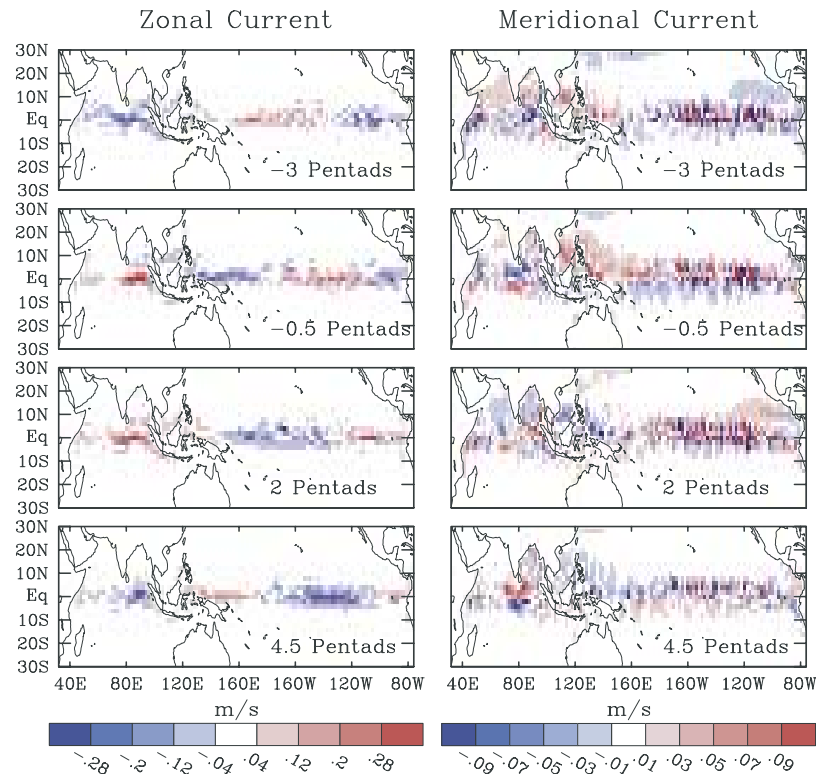 Zonal Current Meridional Current
30N
20N
10N
Eq
10S
20S
30S
−3 Pentads −3 Pentads
30N
20N
10N
Eq
10S
20S
30S
−0.5 Pentads −0.5 Pentads
30N
20N
10N
Eq
10S
20S
30S
2 Pentads 2 Pentads
30N
20N
10N
Eq
10S
20S
30S
4.5 Pentads 4.5 Pentads
40E 80E 120E 160E 160W 120W 80W 40E 80E 120E 160E 160W 120W 80W
m/s m/s
−.28 −.2 −.12 −.04 .04 .12 .2 .28 −.09 −.07 −.05 −.03 −.01 .01 .03 .05 .07 .09